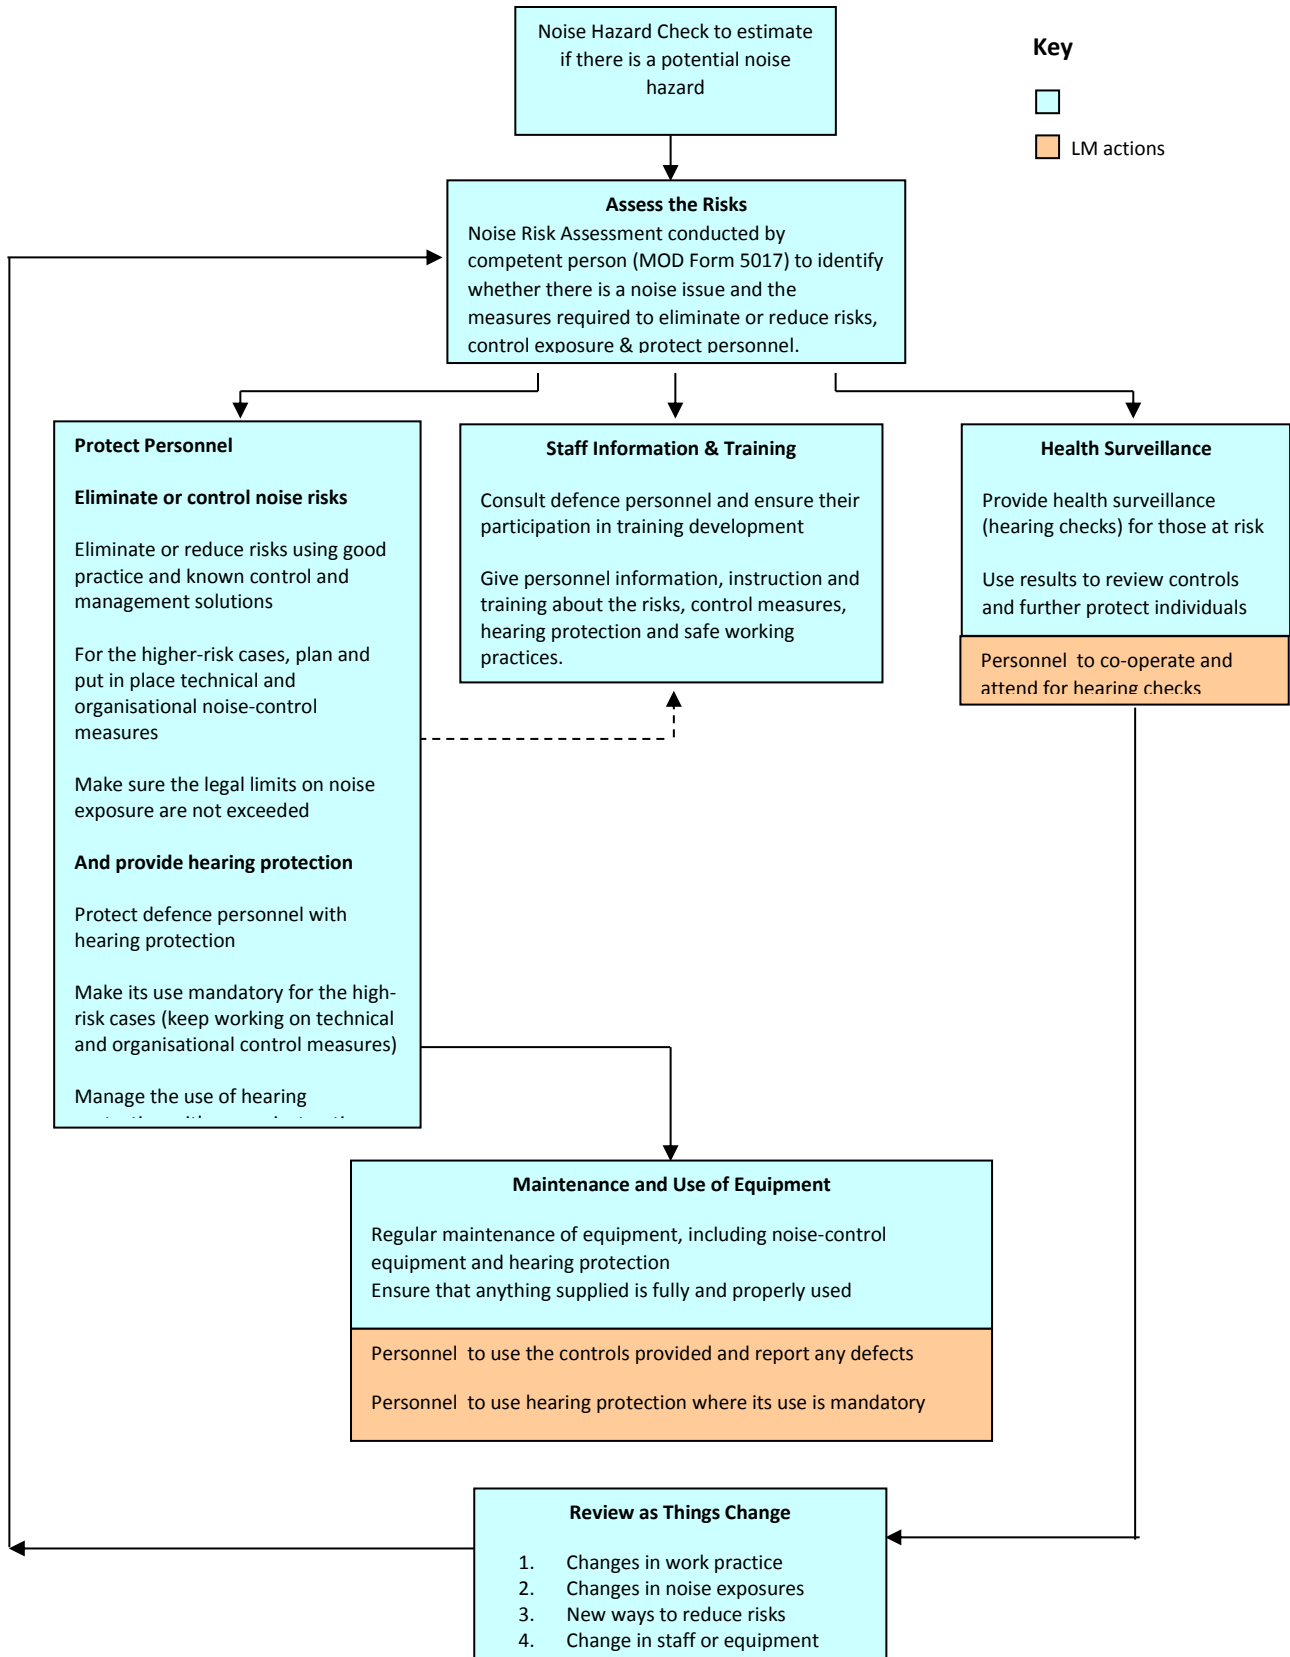 Noise Hazard Check to estimate
if there is a potential noise
hazard
Key
LM actions
Assess the Risks
Noise Risk Assessment conducted by
competent person (MOD Form 5017) to identify
whether there is a noise issue and the
measures required to eliminate or reduce risks,
control exposure & protect personnel.
Protect Personnel
Eliminate or control noise risks
Eliminate or reduce risks using good
practice and known control and
management solutions
For the higher-risk cases, plan and
put in place technical and
organisational noise-control
measures
Make sure the legal limits on noise
exposure are not exceeded
And provide hearing protection
Protect defence personnel with
hearing protection
Make its use mandatory for the high-
risk cases (keep working on technical
and organisational control measures)
Manage the use of hearing
Staff Information & Training
Consult defence personnel and ensure their
participation in training development
Give personnel information, instruction and
training about the risks, control measures,
hearing protection and safe working
practices.
Health Surveillance
Provide health surveillance
(hearing checks) for those at risk
Use results to review controls
and further protect individuals
Personnel to co-operate and
attend for hearing checks
Maintenance and Use of Equipment
Regular maintenance of equipment, including noise-control
equipment and hearing protection
Ensure that anything supplied is fully and properly used
Personnel to use the controls provided and report any defects
Personnel to use hearing protection where its use is mandatory
Review as Things Change
1. Changes in work practice
2. Changes in noise exposures
3. New ways to reduce risks
4. Change in staff or equipment